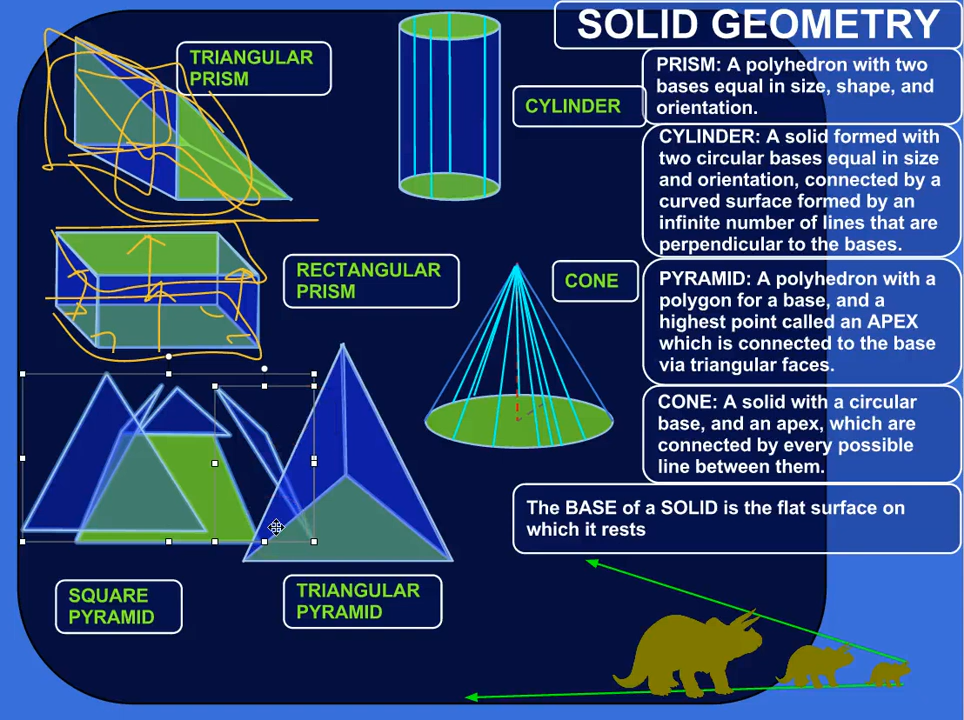 SOLID GEOMETRY
TRIANGULAR
PRISM
CYLINDER
PRISM: A polyhedron with two
bases equal in size, shape, and
orientation.
CYLINDER: A solid formed with
two circular bases equal in size
and orientation, connected by a
curved surface formed by an
infinite number of lines that are
perpendicular to the bases.
RECTANGULAR
PRISM
CONE
PYRAMID: A polyhedron with a
polygon for a base, and a
highest point called an APEX
which is connected to the base
via triangular faces.
CONE: A solid with a circular
base, and an apex, which are
connected by every possible
line between them.
The BASE of a SOLID is the flat surface on
which it rests
SQUARE
PYRAMID
TRIANGULAR
PYRAMID